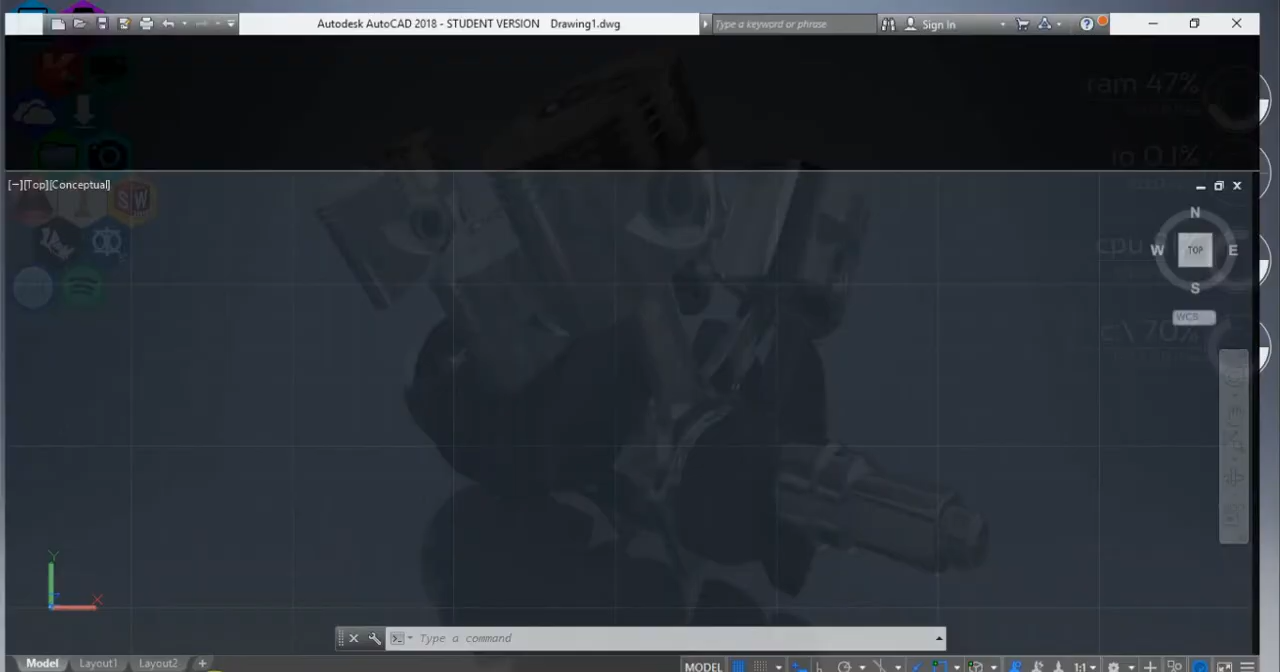 Autodesk AutoCAD 2018 - STUDENT VERSION Drawing1.dwg
Type a keyword or phrase
Sign In
ram 47%
io 0.1%
[−][Top][Conceptual]
SW
N
W TOP E
S
cpu
WCS
c:\ 70%
Y
X
Type a command
Model Layout1 Layout2 +
MODEL 1:1